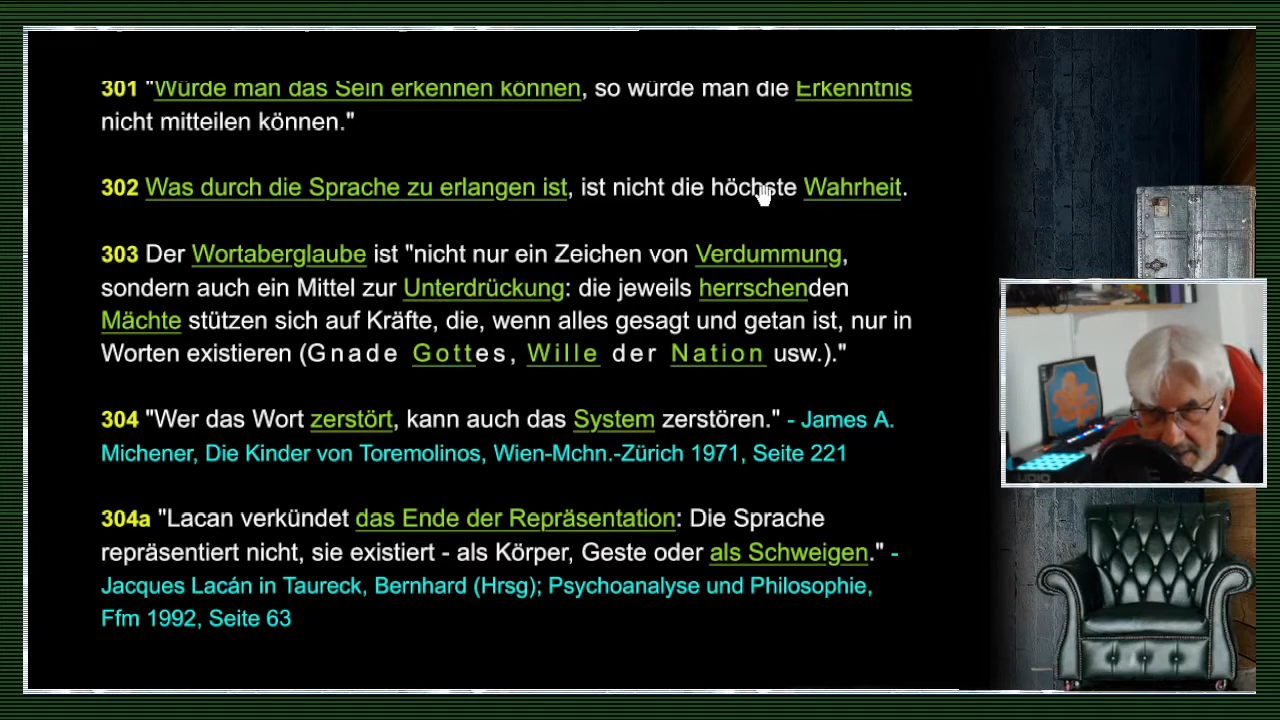 301 "Würde man das Sein erkennen können, so würde man die Erkenntnis
nicht mitteilen können."
302 Was durch die Sprache zu erlangen ist, ist nicht die höchste Wahrheit.
303 Der Wortaberglaube ist "nicht nur ein Zeichen von Verdummung,
sondern auch ein Mittel zur Unterdrückung: die jeweils herrschenden
Mächte stützen sich auf Kräfte, die, wenn alles gesagt und getan ist, nur in
Worten existieren (Gnade Gottes, Wille der Nation usw.)."
304 "Wer das Wort zerstört, kann auch das System zerstören." - James A.
Michener, Die Kinder von Toremolinos, Wien-Mchn.-Zürich 1971, Seite 221
304a "Lacan verkündet das Ende der Repräsentation: Die Sprache
repräsentiert nicht, sie existiert - als Körper, Geste oder als Schweigen." -
Jacques Lacán in Taureck, Bernhard (Hrsg); Psychoanalyse und Philosophie,
Ffm 1992, Seite 63